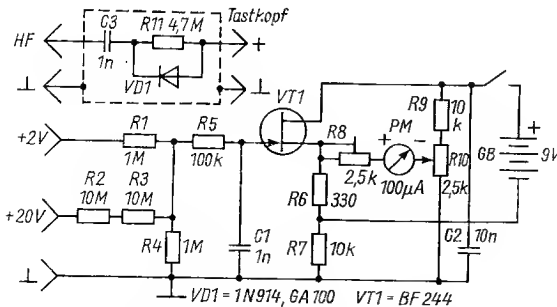 C3
R11 4,7M
Tastkopf
HF
+
1n
⊥
VD1
⊥
VT1
R1
R5
R8
PM
R9
10
k
+2V
1M
100k
+
−
R10
GB
+
9V
R2
R3
2,5k
100μA
2,5k
+20V
10M
10M
R6
330
R4
1M
C1
1n
R7
10k
C2
10n
⊥
VD1 = 1N914, GA100
VT1 = BF 244